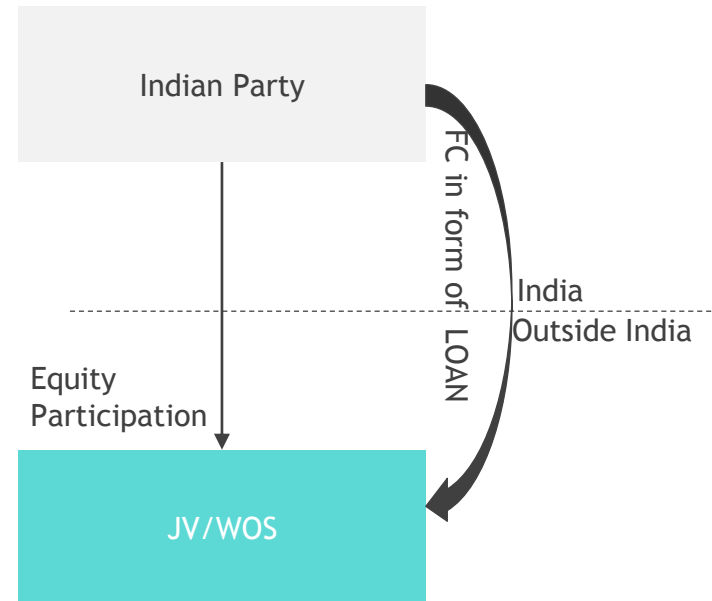 Indian Party
FC in form of LOAN
India
Outside India
Equity
Participation
JV/WOS